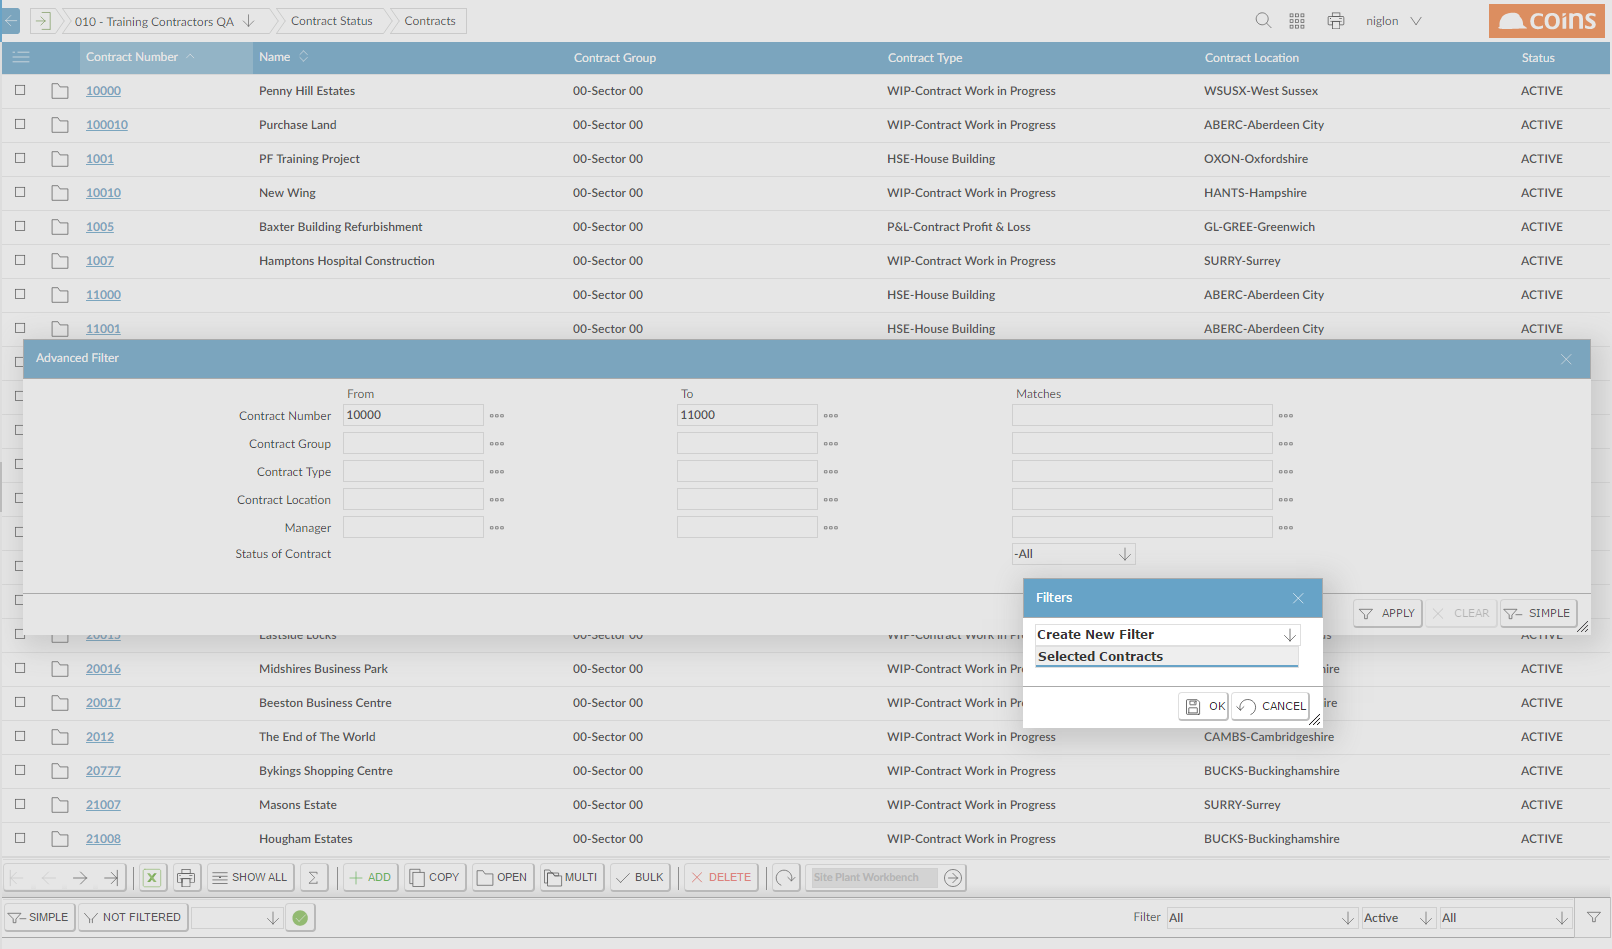 010 - Training Contractors QA Contract Status Contracts niglon coins
Contract Number Name Contract Group Contract Type Contract Location Status
10000 Penny Hill Estates 00-Sector 00 WIP-Contract Work in Progress WSUSX-West Sussex ACTIVE
100010 Purchase Land 00-Sector 00 WIP-Contract Work in Progress ABERC-Aberdeen City ACTIVE
1001 PF Training Project 00-Sector 00 HSE-House Building OXON-Oxfordshire ACTIVE
10010 New Wing 00-Sector 00 WIP-Contract Work in Progress HANTS-Hampshire ACTIVE
1005 Baxter Building Refurbishment 00-Sector 00 P&L-Contract Profit & Loss GL-GREE-Greenwich ACTIVE
1007 Hamptons Hospital Construction 00-Sector 00 WIP-Contract Work in Progress SURRY-Surrey ACTIVE
11000 00-Sector 00 HSE-House Building ABERC-Aberdeen City ACTIVE
11001 00-Sector 00 HSE-House Building ABERC-Aberdeen City ACTIVE
Advanced Filter
From To Matches
Contract Number 10000 11000
Contract Group
Contract Type
Contract Location
Manager
Status of Contract -All
APPLY CLEAR SIMPLE
Filters
Create New Filter
Selected Contracts
OK CANCEL
20015 Eastside Locks 00-Sector 00 ACTIVE
20016 Midshires Business Park 00-Sector 00 WIP-Contract Work in Pr ire ACTIVE
20017 Beeston Business Centre 00-Sector 00 WIP-Contract Work in Pr ire ACTIVE
2012 The End of The World 00-Sector 00 WIP-Contract Work in Progress CAMBS-Cambridgeshire ACTIVE
20777 Bykings Shopping Centre 00-Sector 00 WIP-Contract Work in Progress BUCKS-Buckinghamshire ACTIVE
21007 Masons Estate 00-Sector 00 WIP-Contract Work in Progress SURRY-Surrey ACTIVE
21008 Hougham Estates 00-Sector 00 WIP-Contract Work in Progress BUCKS-Buckinghamshire ACTIVE
SHOW ALL Σ ADD COPY OPEN MULTI BULK DELETE Site Plant Workbench
SIMPLE NOT FILTERED Filter All Active All